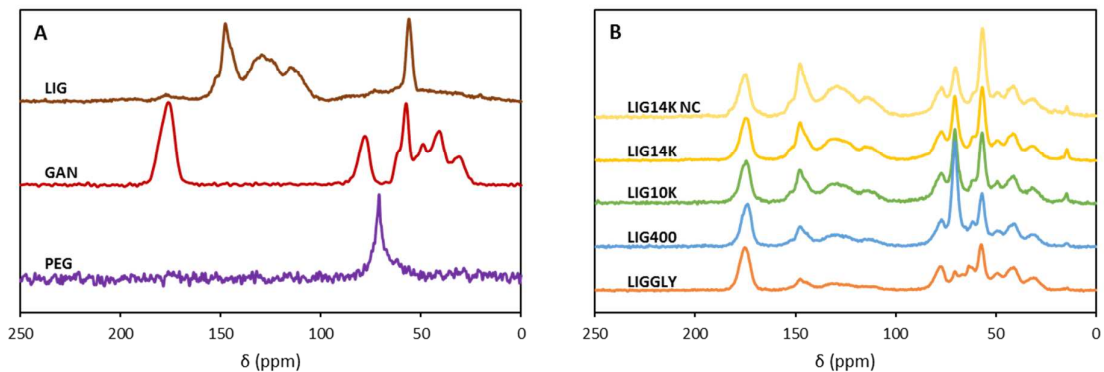 A
LIG
GAN
PEG
250 200 150 100 50 0
δ (ppm)
B
LIG14K NC
LIG14K
LIG10K
LIG400
LIGGLY
250 200 150 100 50 0
δ (ppm)